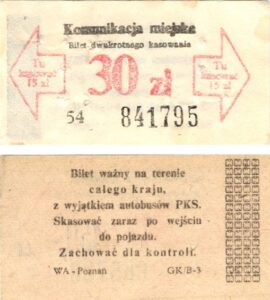 Komunikacja miejska
Bilet dwukrotnego kasowania
Tu
kasować
15 zł
30 zł
Tu
kasować
15 zł
54 841795
Bilet ważny na terenie
całego kraju,
z wyjątkiem autobusów PKS.
Skasować zaraz po wejściu
do pojazdu.
Zachować dla kontroli.
WA - Poznań GK/B-3